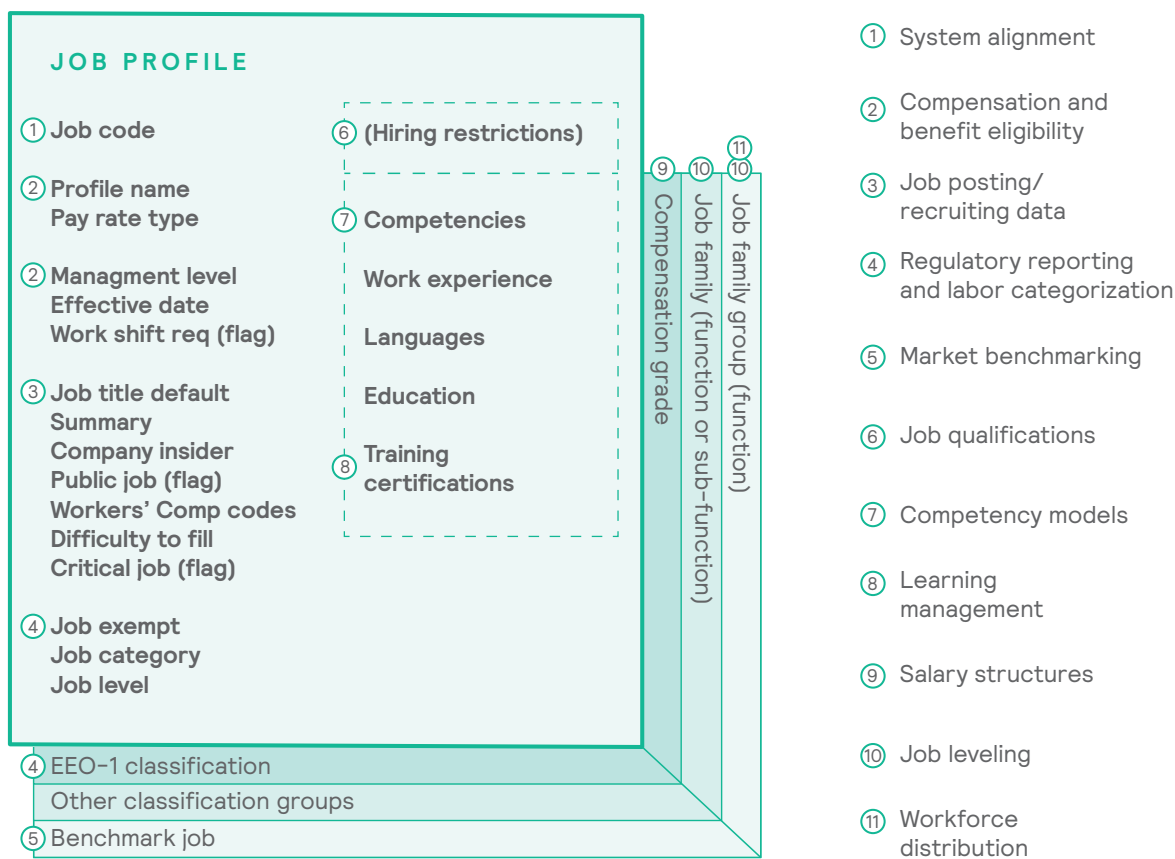 JOB PROFILE
1 Job code
2 Profile name
Pay rate type
2 Managment level
Effective date
Work shift req (flag)
3 Job title default
Summary
Company insider
Public job (flag)
Workers’ Comp codes
Difficulty to fill
Critical job (flag)
4 Job exempt
Job category
Job level
6 (Hiring restrictions)
7 Competencies
Work experience
Languages
Education
8 Training
certifications
9 Compensation grade
10 Job family (function or sub-function)
11
10 Job family group (function)
4 EEO-1 classification
Other classification groups
5 Benchmark job
1 System alignment
2 Compensation and
benefit eligibility
3 Job posting/
recruiting data
4 Regulatory reporting
and labor categorization
5 Market benchmarking
6 Job qualifications
7 Competency models
8 Learning
management
9 Salary structures
10 Job leveling
11 Workforce
distribution